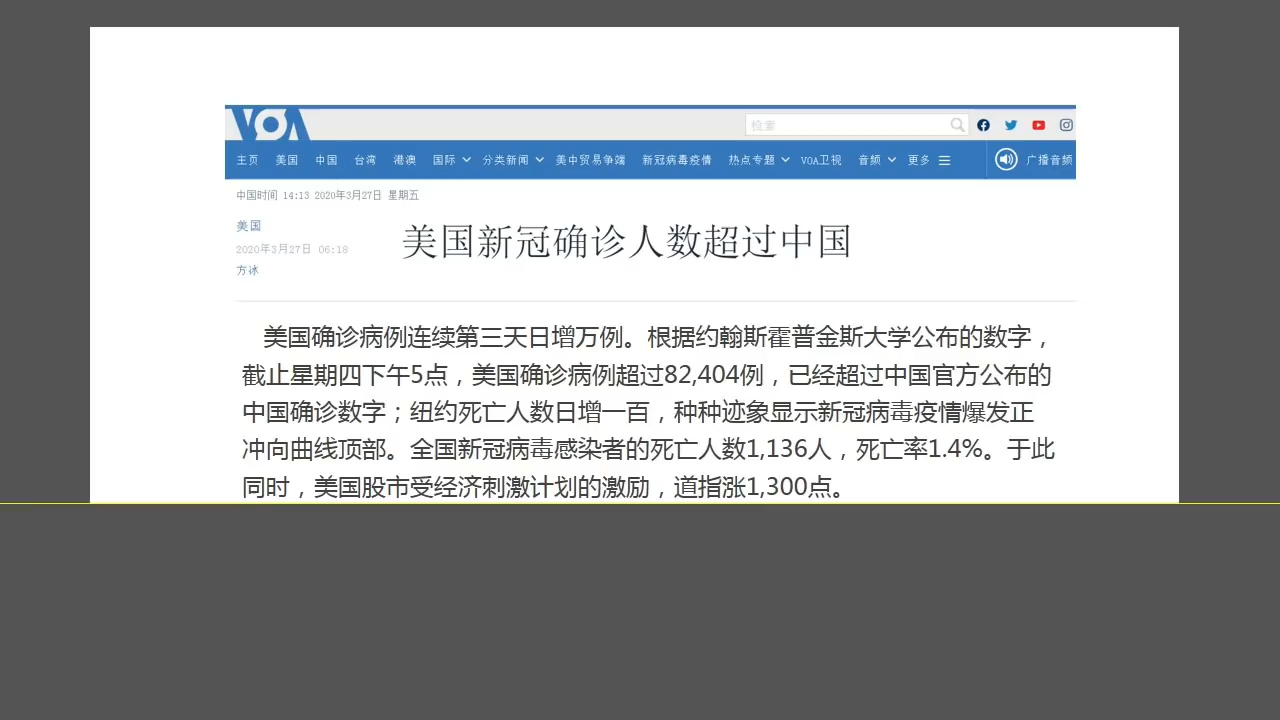 VOA
检索
主页 美国 中国 台湾 港澳 国际 分类新闻 美中贸易争端 新冠病毒疫情 热点专题 VOA卫视 音频 更多 广播音频
中国时间 14:13 2020年3月27日 星期五
美国
2020年3月27日 06:18
方冰
美国新冠确诊人数超过中国
美国确诊病例连续第三天日增万例。根据约翰斯霍普金斯大学公布的数字，
截止星期四下午5点，美国确诊病例超过82,404例，已经超过中国官方公布的
中国确诊数字；纽约死亡人数日增一百，种种迹象显示新冠病毒疫情爆发正
冲向曲线顶部。全国新冠病毒感染者的死亡人数1,136人，死亡率1.4%。于此
同时，美国股市受经济刺激计划的激励，道指涨1,300点。